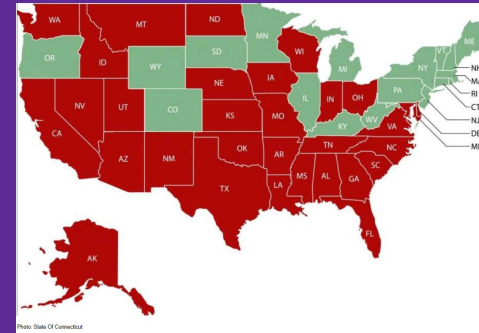 WA
MT
ND
MN
OR
ID
SD
WI
MI
NY
VT
ME
WY
NH
MA
NV
UT
CO
NE
IA
IL
IN
OH
PA
RI
CT
CA
KS
MO
KY
WV
VA
NJ
DE
AZ
NM
OK
AR
TN
NC
SC
TX
LA
MS
AL
GA
FL
AK
Photo: State Of Connecticut